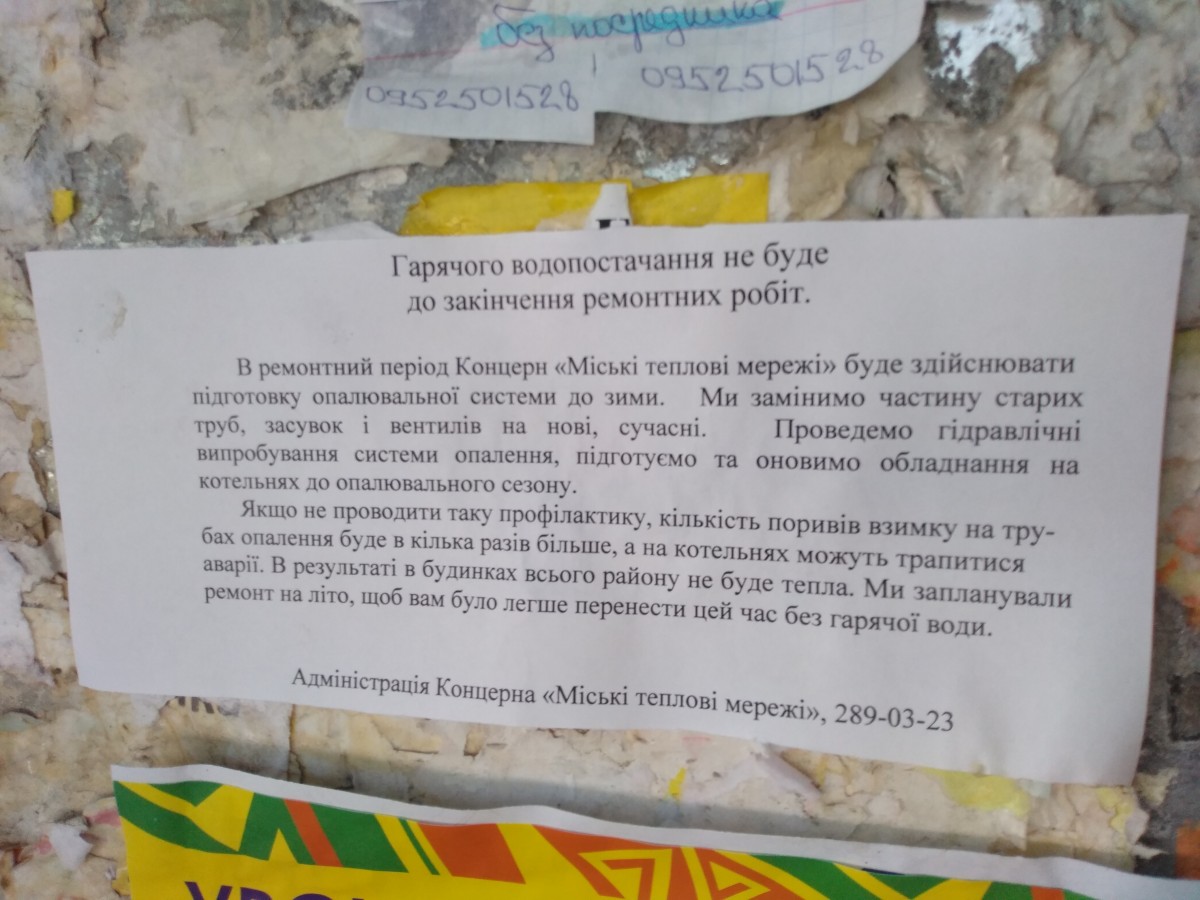 без посредника
0952501528 0952501528
Гарячого водопостачання не буде
до закінчення ремонтних робіт.
В ремонтний період Концерн «Міські теплові мережі» буде здійснювати
підготовку опалювальної системи до зими. Ми замінимо частину старих
труб, засувок і вентилів на нові, сучасні. Проведемо гідравлічні
випробування системи опалення, підготуємо та оновимо обладнання на
котельнях до опалювального сезону.
Якщо не проводити таку профілактику, кількість поривів взимку на тру-
бах опалення буде в кілька разів більше, а на котельнях можуть трапитися
аварії. В результаті в будинках всього району не буде тепла. Ми запланували
ремонт на літо, щоб вам було легше перенести цей час без гарячої води.
Адміністрація Концерна «Міські теплові мережі», 289-03-23